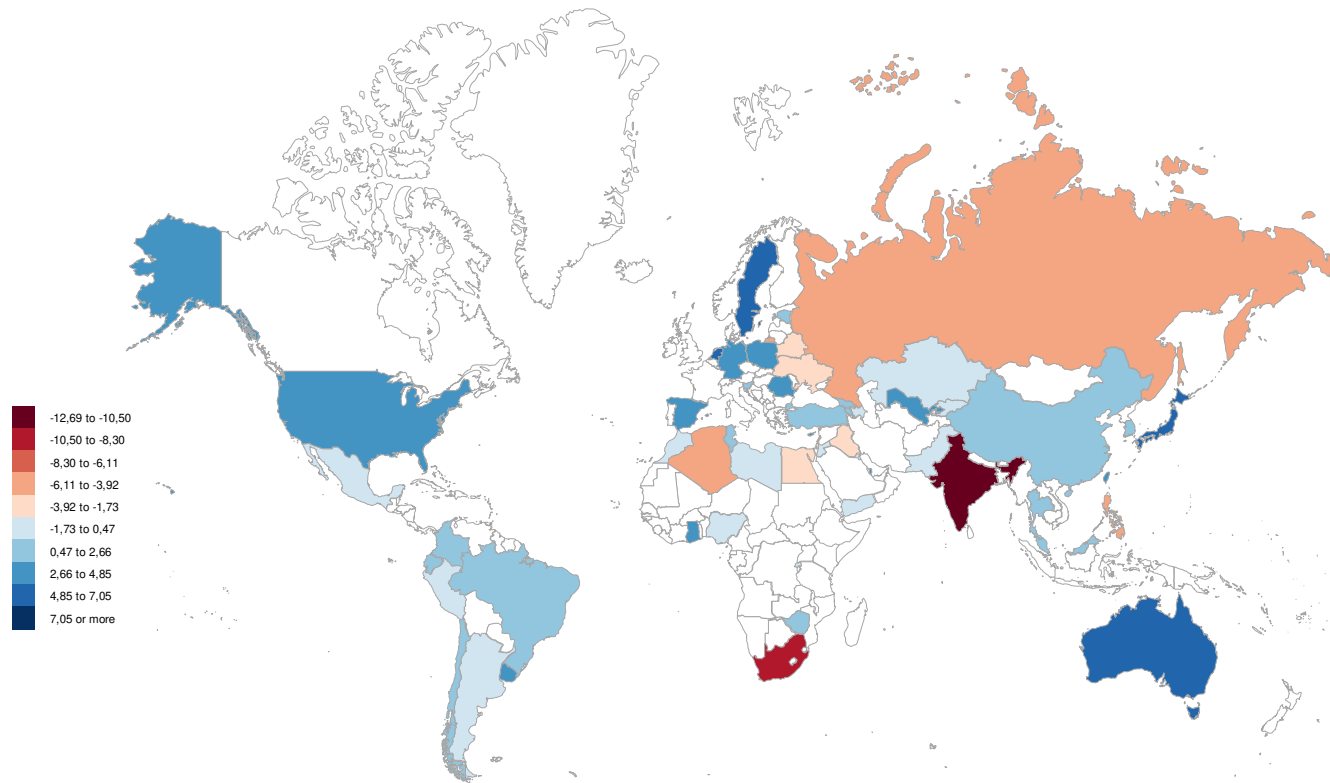 -12,69 to -10,50
-10,50 to -8,30
-8,30 to -6,11
-6,11 to -3,92
-3,92 to -1,73
-1,73 to 0,47
0,47 to 2,66
2,66 to 4,85
4,85 to 7,05
7,05 or more